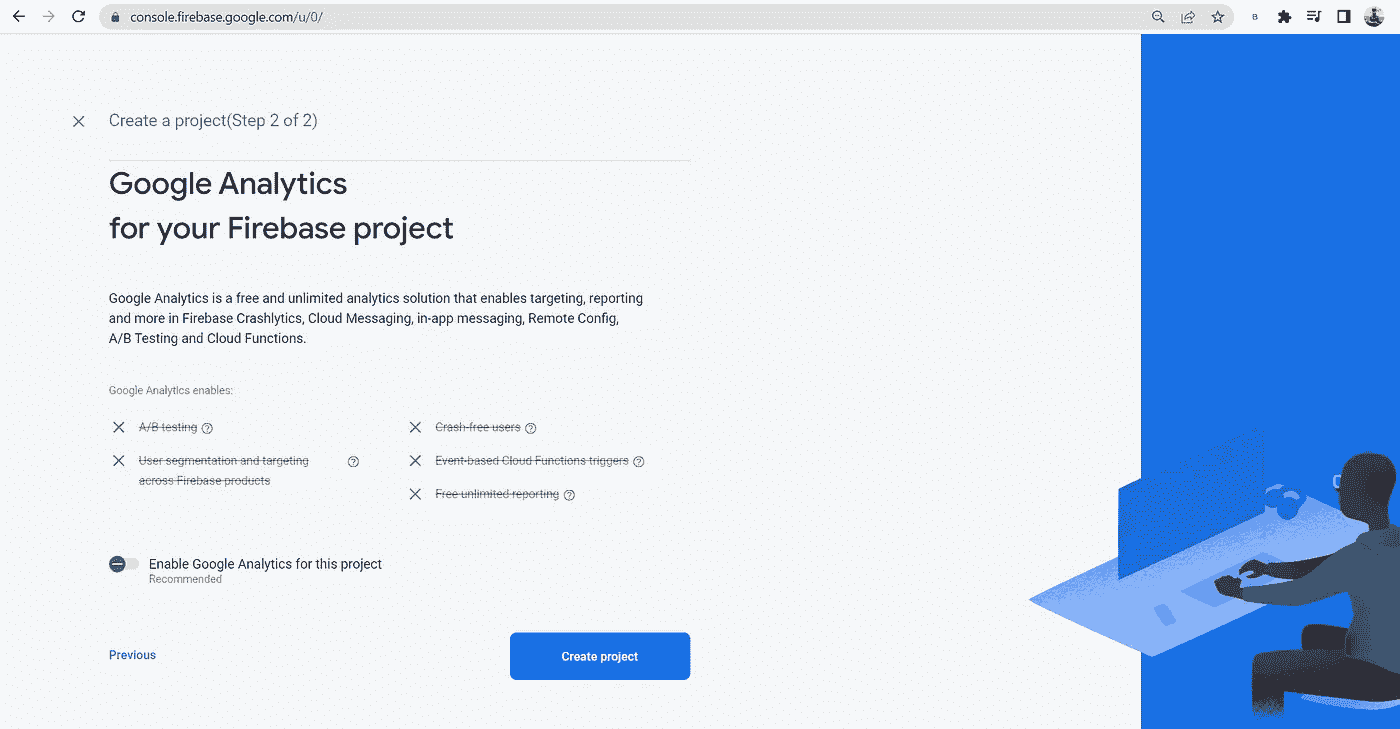 console.firebase.google.com/u/0/
B
Create a project(Step 2 of 2)
Google Analytics
for your Firebase project
Google Analytics is a free and unlimited analytics solution that enables targeting, reporting
and more in Firebase Crashlytics, Cloud Messaging, in-app messaging, Remote Config,
A/B Testing and Cloud Functions.
Google Analytics enables:
A/B testing
Crash-free users
User segmentation and targeting
across Firebase products
Event-based Cloud Functions triggers
Free unlimited reporting
Enable Google Analytics for this project
Recommended
Previous
Create project